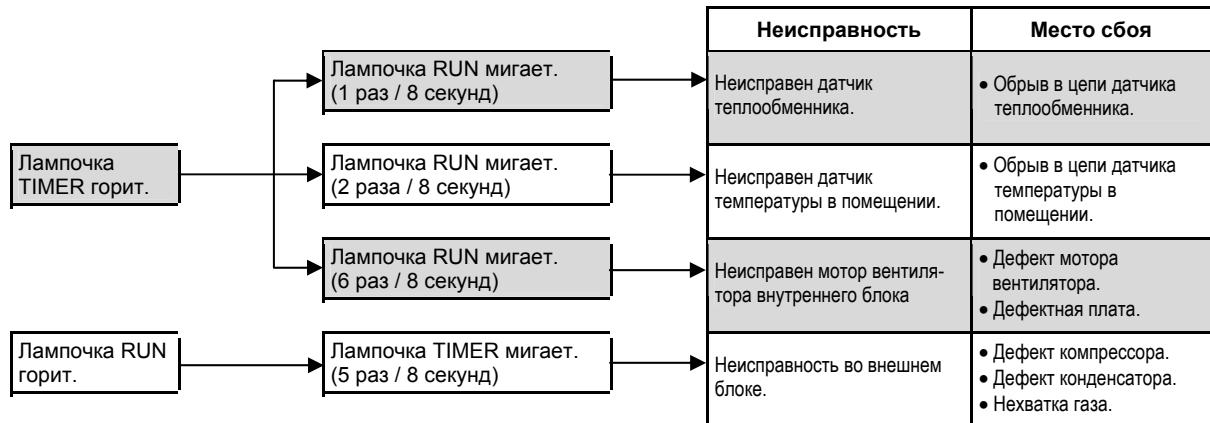 Неисправность
Место сбоя
Лампочка
TIMER горит.
Лампочка RUN мигает.
(1 раз / 8 секунд)
Неисправен датчик
теплообменника.
• Обрыв в цепи датчика
теплообменника.
Лампочка RUN мигает.
(2 раза / 8 секунд)
Неисправен датчик
температуры в помещении.
• Обрыв в цепи датчика
температуры в
помещении.
Лампочка RUN мигает.
(6 раз / 8 секунд)
Неисправен мотор вентиля-
тора внутреннего блока
• Дефект мотора
вентилятора.
• Дефектная плата.
Лампочка RUN
горит.
Лампочка TIMER мигает.
(5 раз / 8 секунд)
Неисправность во внешнем
блоке.
• Дефект компрессора.
• Дефект конденсатора.
• Нехватка газа.